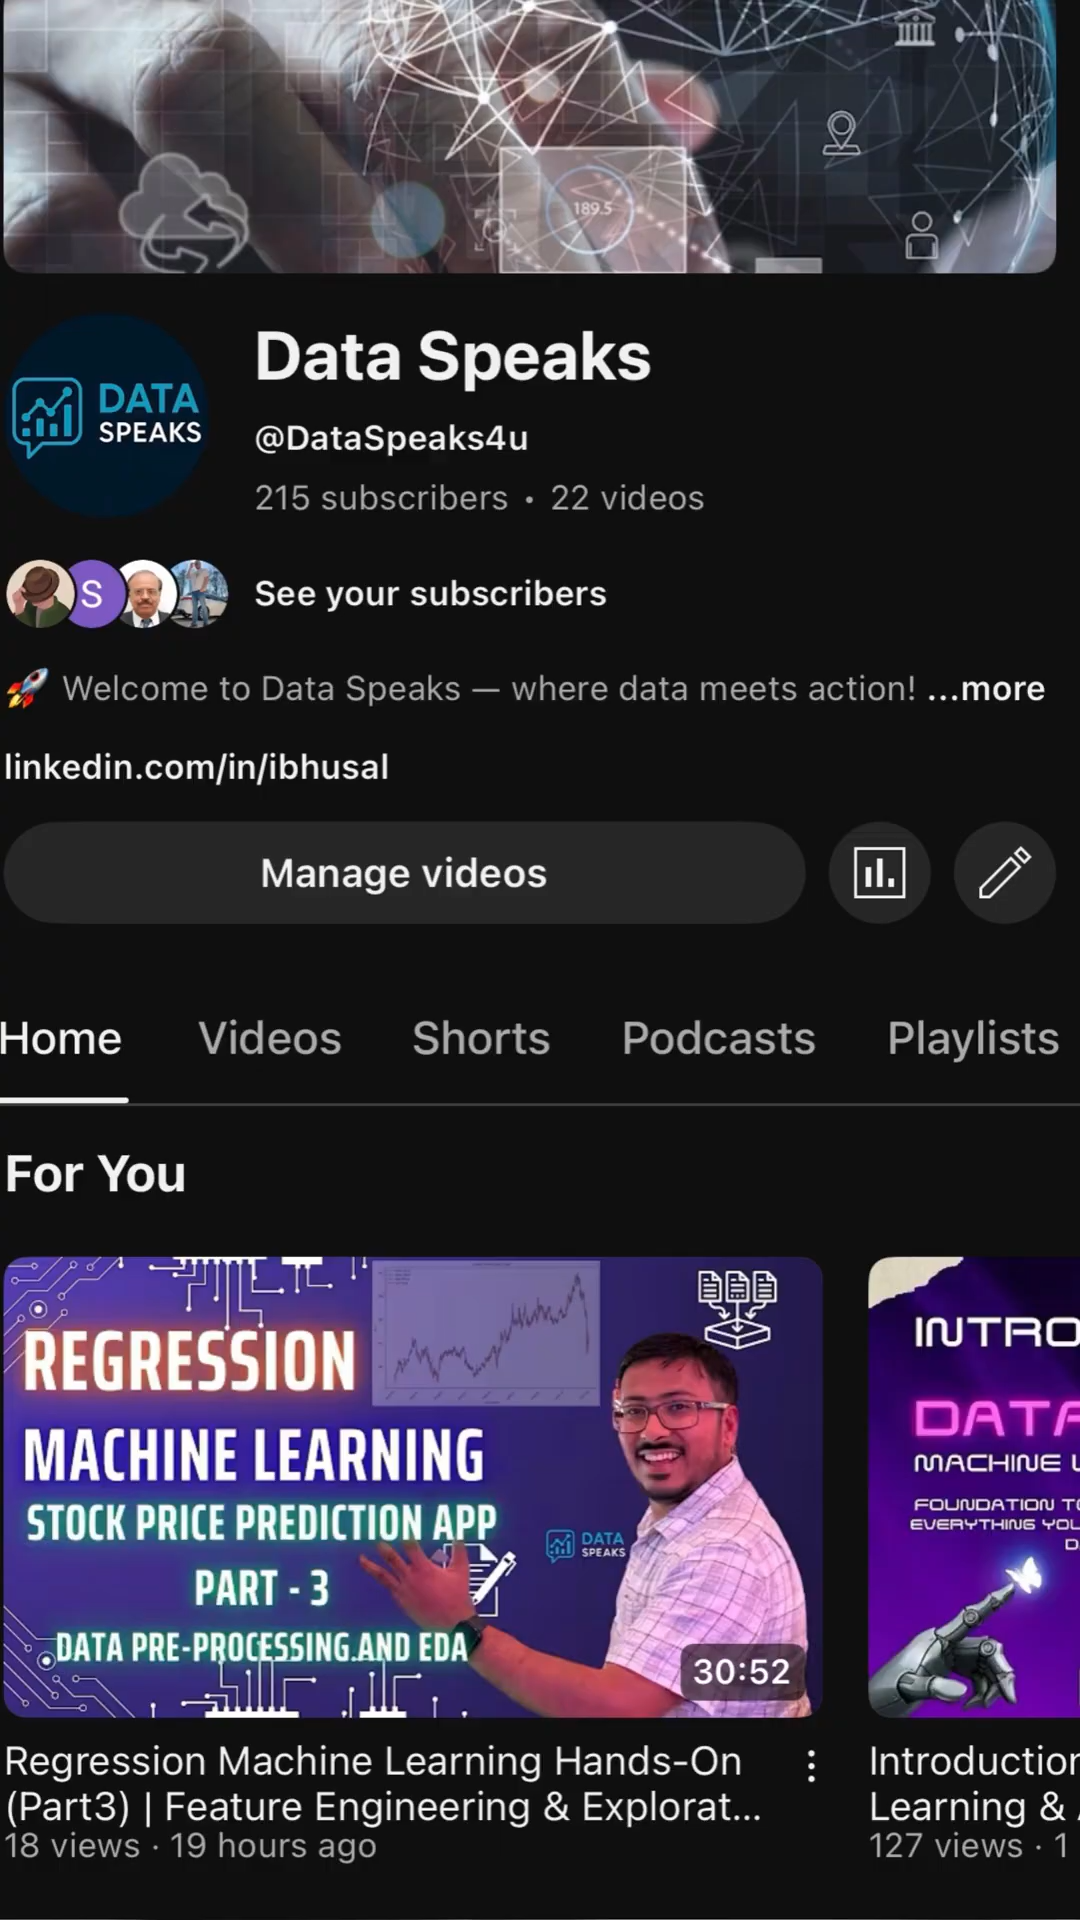 189.5
DATA
SPEAKS
Data Speaks
@DataSpeaks4u
215 subscribers • 22 videos
S
See your subscribers
🚀 Welcome to Data Speaks — where data meets action! ...more
linkedin.com/in/ibhusal
Manage videos
Home Videos Shorts Podcasts Playlists
For You
REGRESSION
MACHINE LEARNING
STOCK PRICE PREDICTION APP
PART - 3
DATA PRE-PROCESSING.AND EDA
DATA
SPEAKS
30:52
Regression Machine Learning Hands-On
(Part3) | Feature Engineering & Explorat...
18 views · 19 hours ago
INTRO
DATA
MACHINE L
FOUNDATION TO
EVERYTHING YOU
D
Introduction
Learning &
127 views · 1